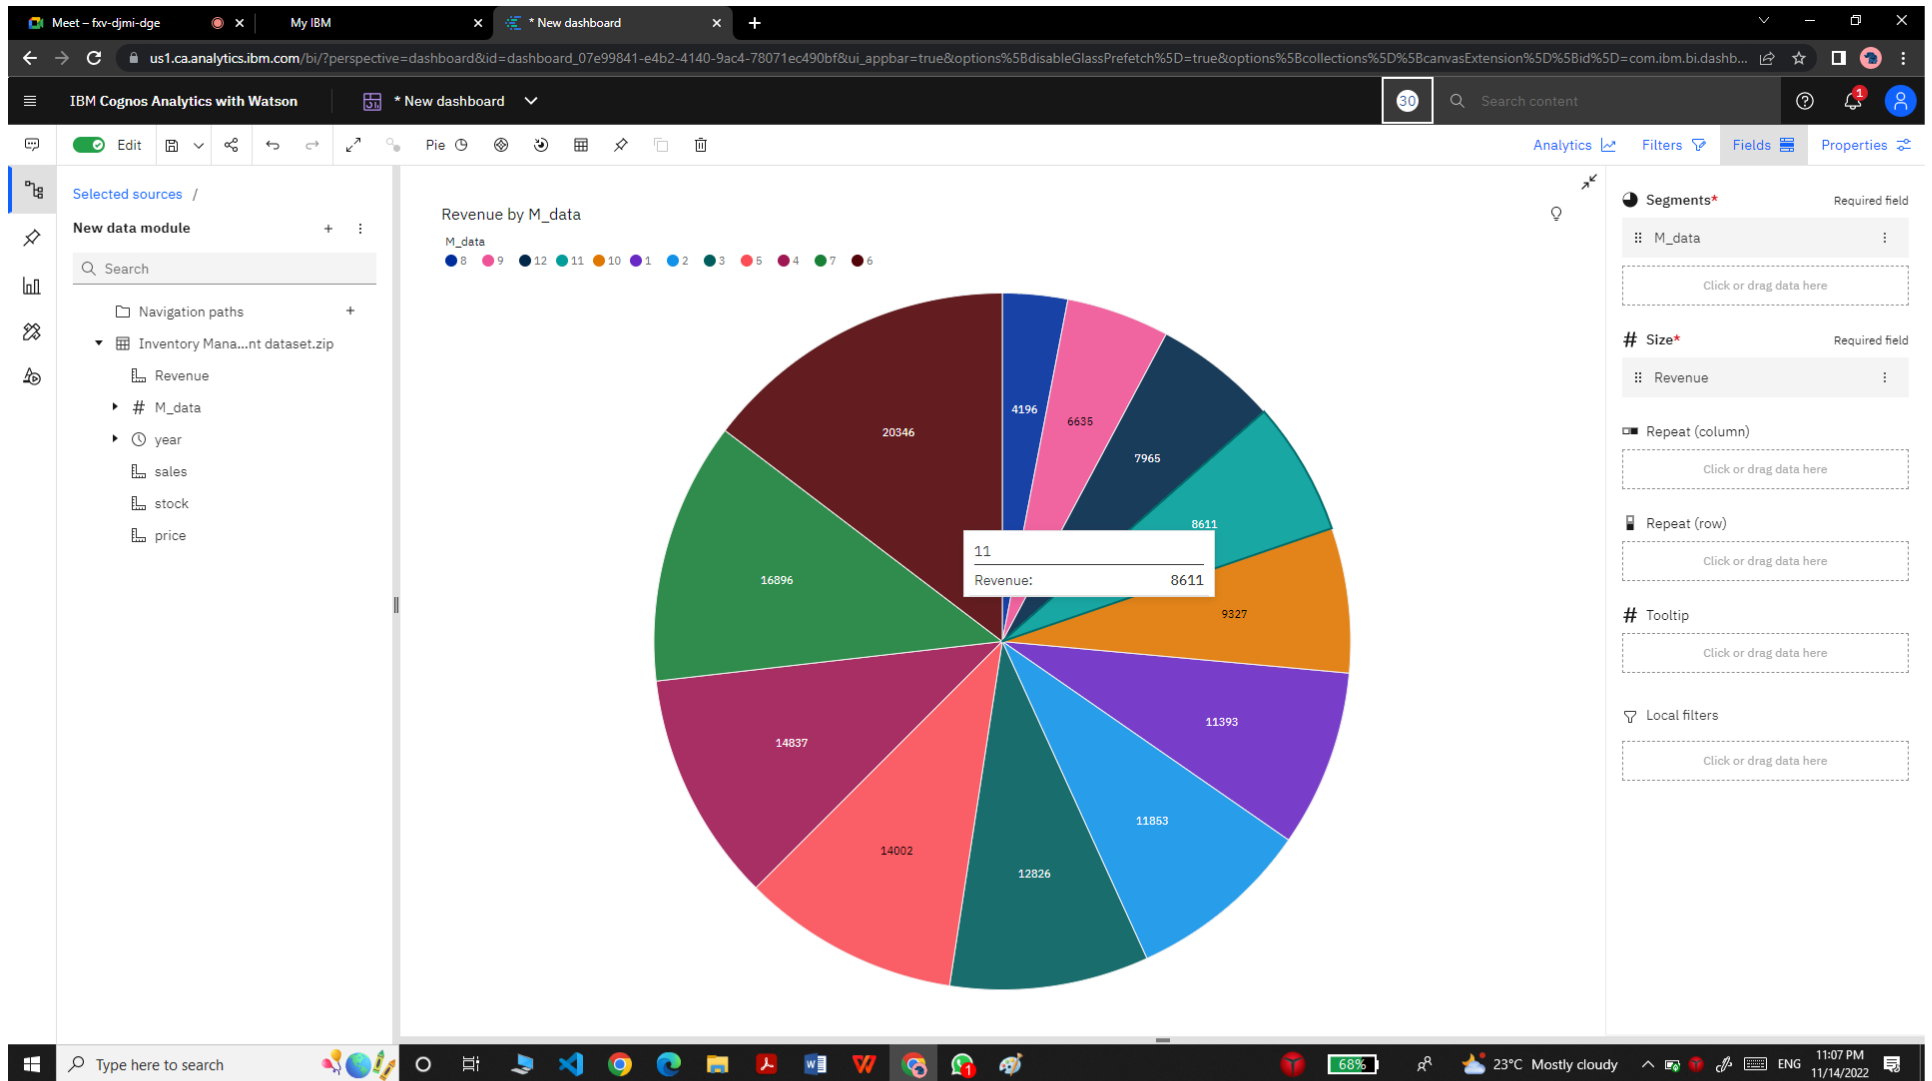 Meet – fxv-djmi-dge
My IBM
* New dashboard
us1.ca.analytics.ibm.com/bi/?perspective=dashboard&id=dashboard_07e99841-e4b2-4140-9ac4-78071ec490bf&ui_appbar=true&options%5BdisableGlassPrefetch%5D=true&options%5Bcollections%5D%5BcanvasExtension%5D%5Bid%5D=com.ibm.bi.dashb...
IBM Cognos Analytics with Watson
* New dashboard
30
Search content
1
Edit
Pie
Analytics
Filters
Fields
Properties
Selected sources /
New data module
Search
Navigation paths
Inventory Mana...nt dataset.zip
Revenue
M_data
year
sales
stock
price
Revenue by M_data
M_data
8 9 12 11 10 1 2 3 5 4 7 6
4196
6635
20346
7965
8611
11
Revenue: 8611
16896
9327
11393
14837
11853
14002
12826
Segments* Required field
M_data
Click or drag data here
Size* Required field
Revenue
Repeat (column)
Click or drag data here
Repeat (row)
Click or drag data here
Tooltip
Click or drag data here
Local filters
Click or drag data here
Type here to search
1
68%
23°C Mostly cloudy
ENG
11:07 PM
11/14/2022